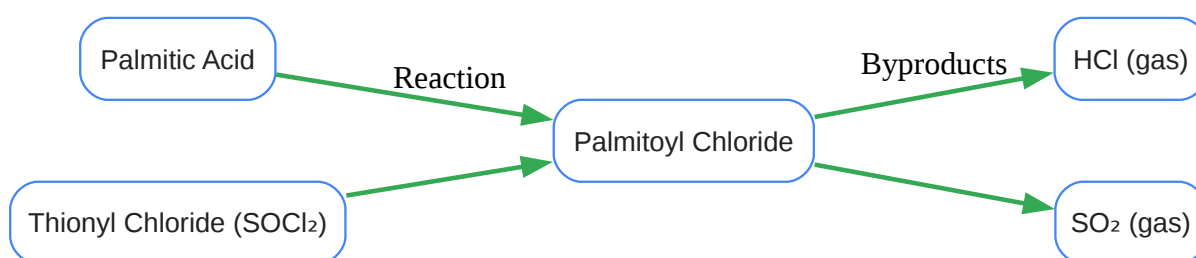 Palmitic Acid
Reaction
Byproducts
HCl (gas)
Palmitoyl Chloride
Thionyl Chloride (SOCl₂)
SO₂ (gas)